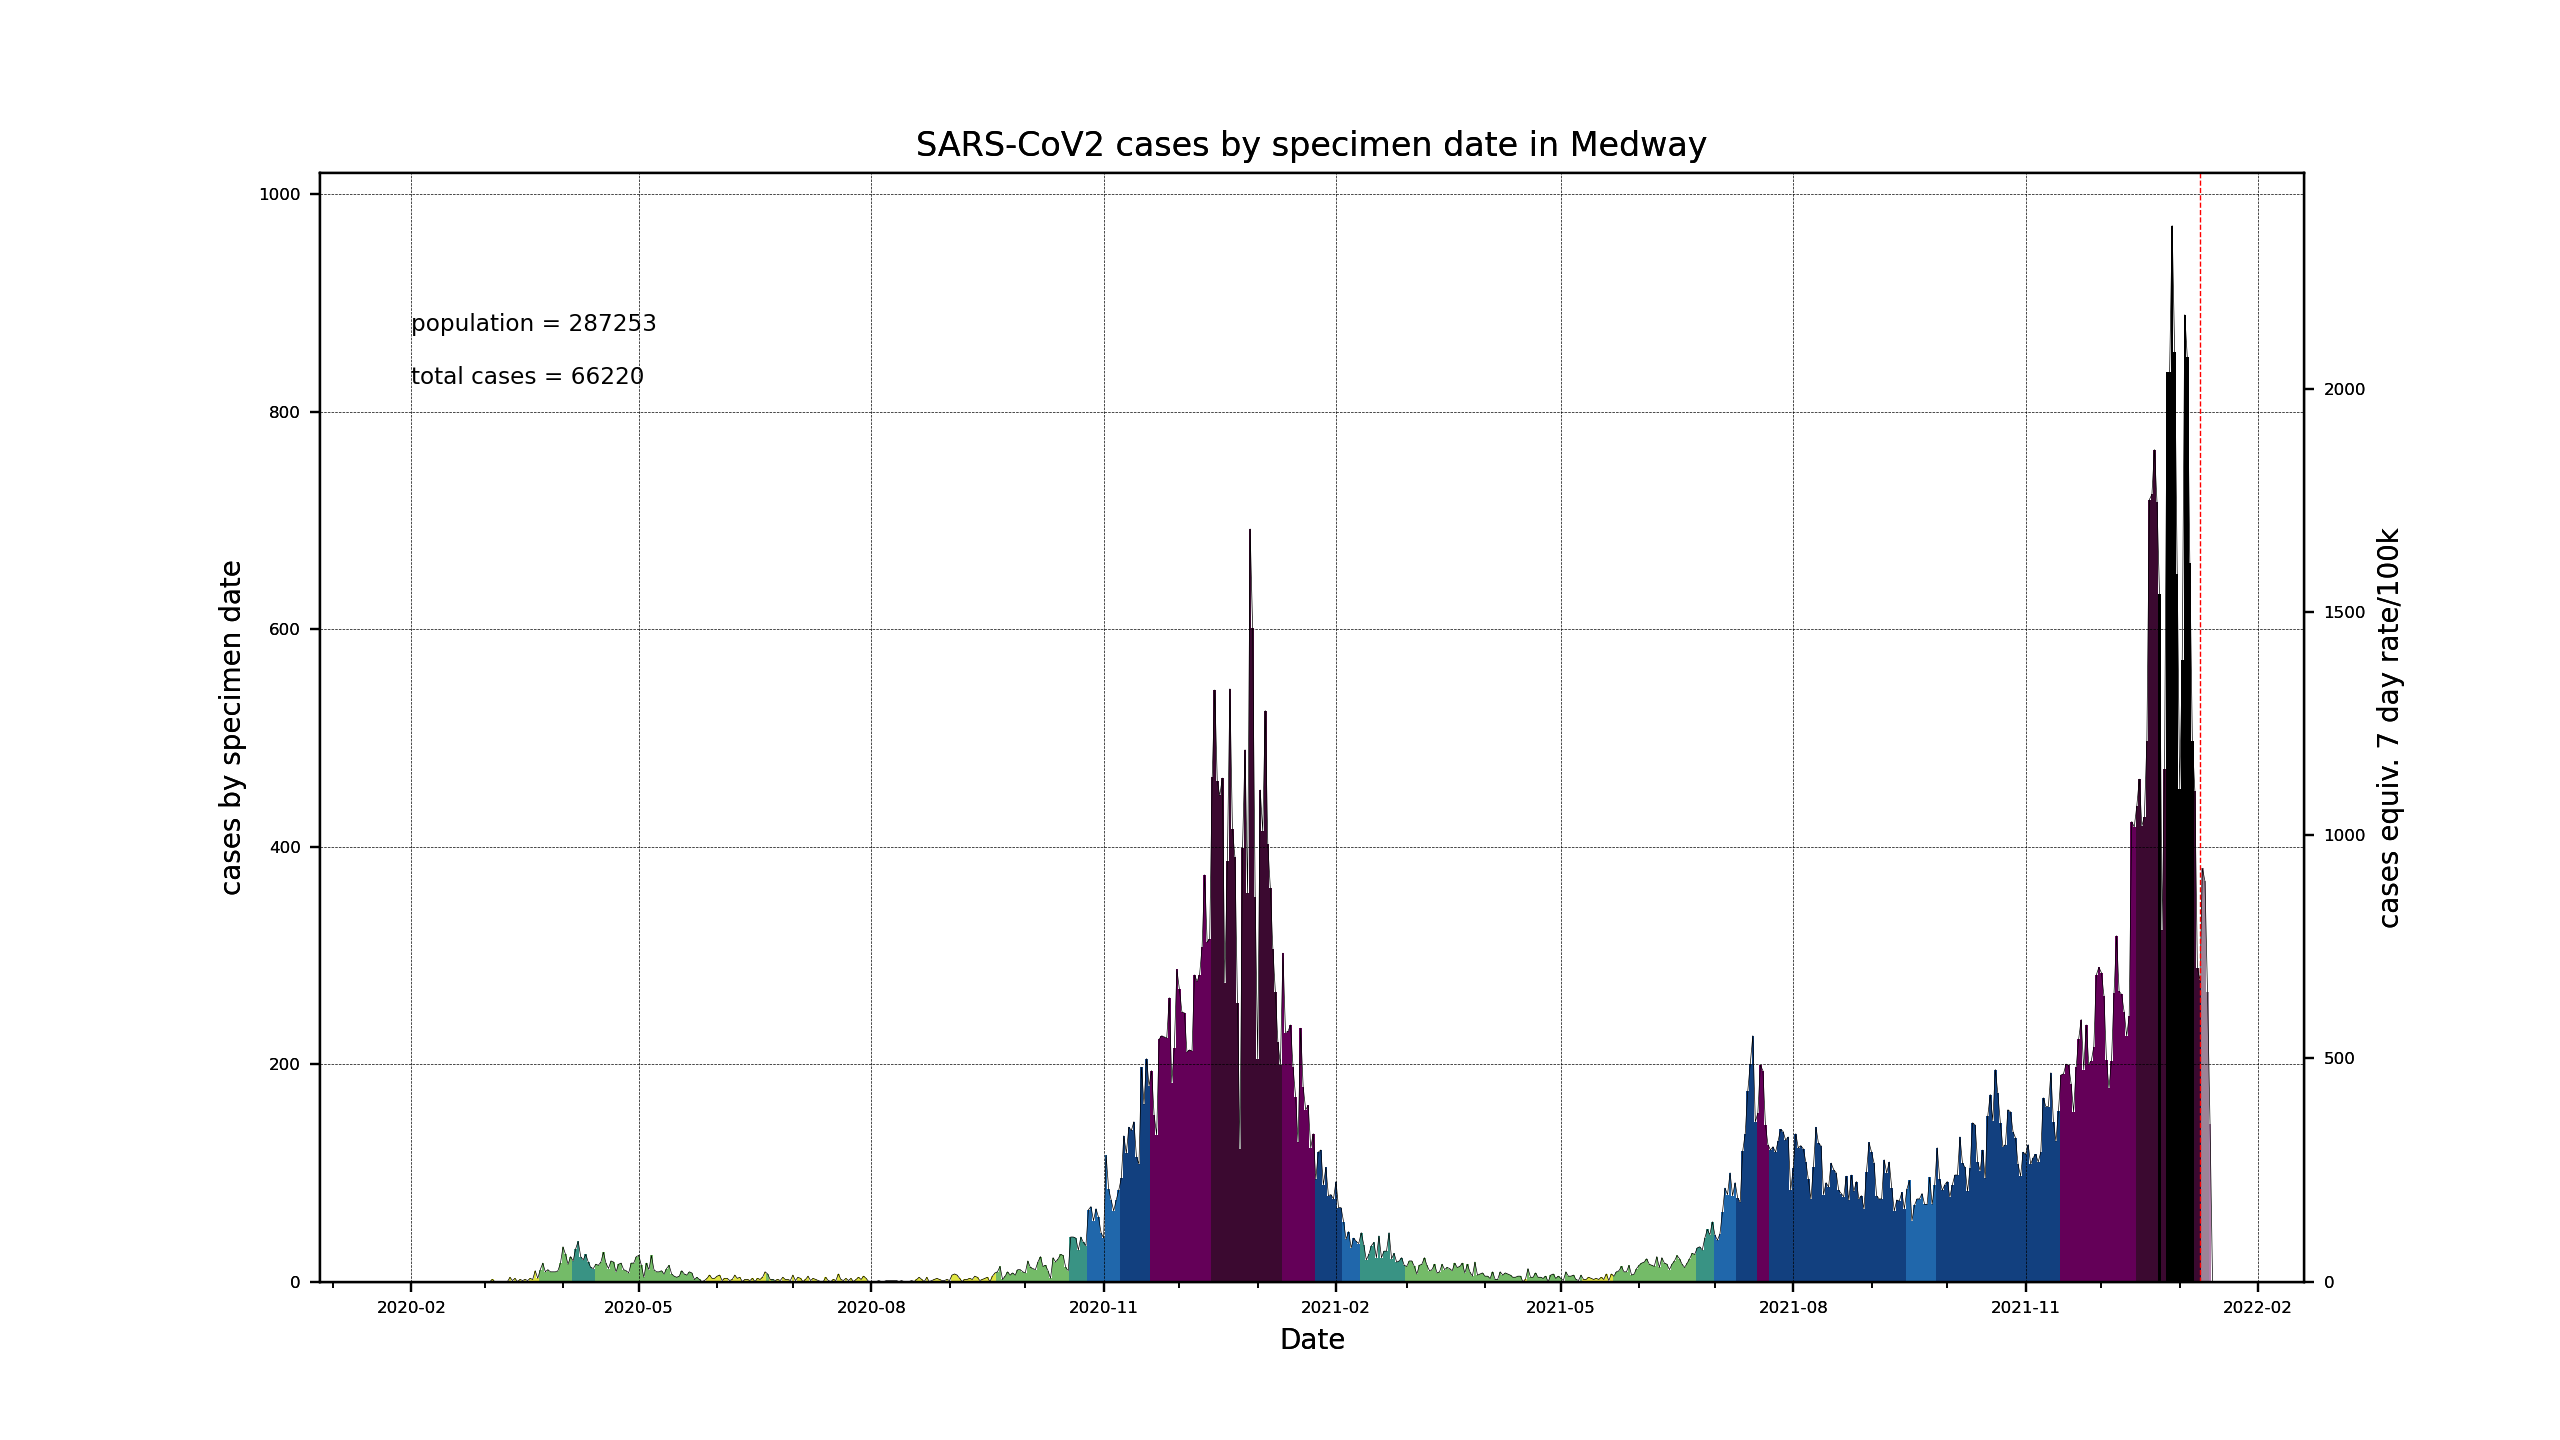 SARS-CoV2 cases by specimen date in Medway
1000
800
600
400
200
0
cases by specimen date
population = 287253
total cases = 66220
2000
1500
1000
500
0
cases equiv. 7 day rate/100k
2020-02 2020-05 2020-08 2020-11 2021-02 2021-05 2021-08 2021-11 2022-02
Date